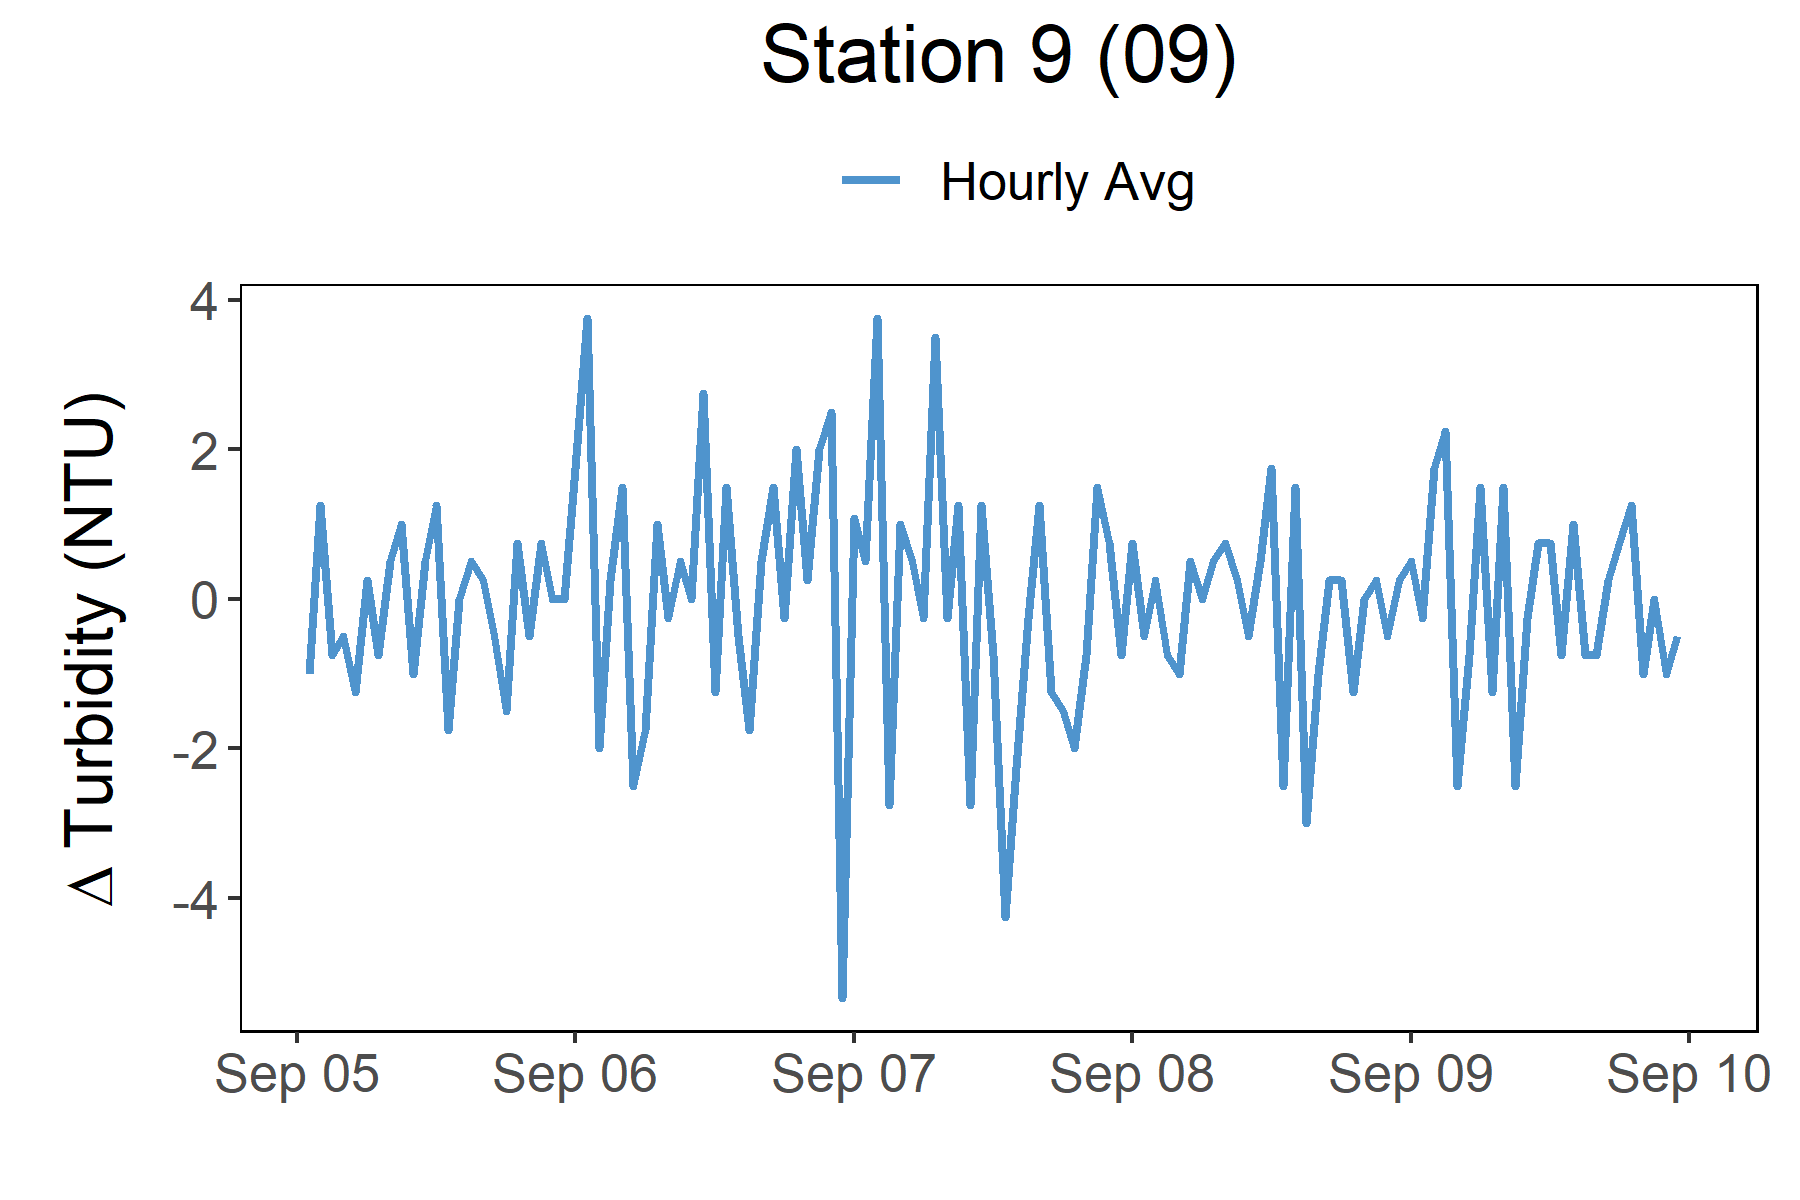 Station 9 (09)
Hourly Avg
Δ Turbidity (NTU)
4
2
0
-2
-4
Sep 05 Sep 06 Sep 07 Sep 08 Sep 09 Sep 10